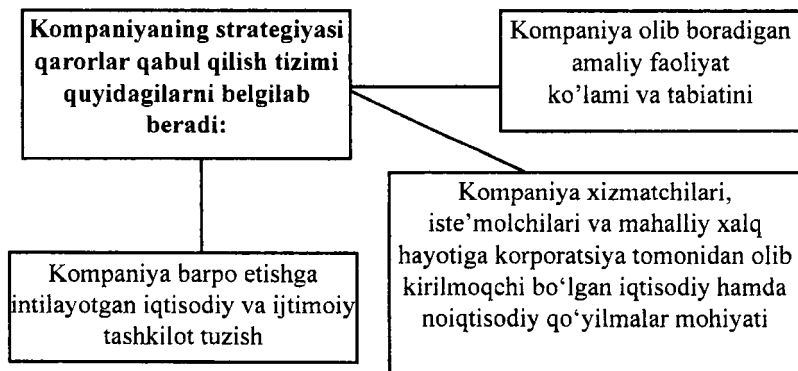 Kompaniyaning strategiyasi
qarorlar qabul qilish tizimi
quyidagilarni belgilab
beradi:
Kompaniya olib boradigan
amaliy faoliyat
ko’lami va tabiatini
Kompaniya xizmatchilari,
iste’molchilari va mahalliy xalq
hayotiga korporatsiya tomonidan olib
kirilmoqchi bo‘lgan iqtisodiy hamda
noiqtisodiy qo‘yilmalar mohiyati
Kompaniya barpo etishga
intilayotgan iqtisodiy va ijtimoiy
tashkilot tuzish